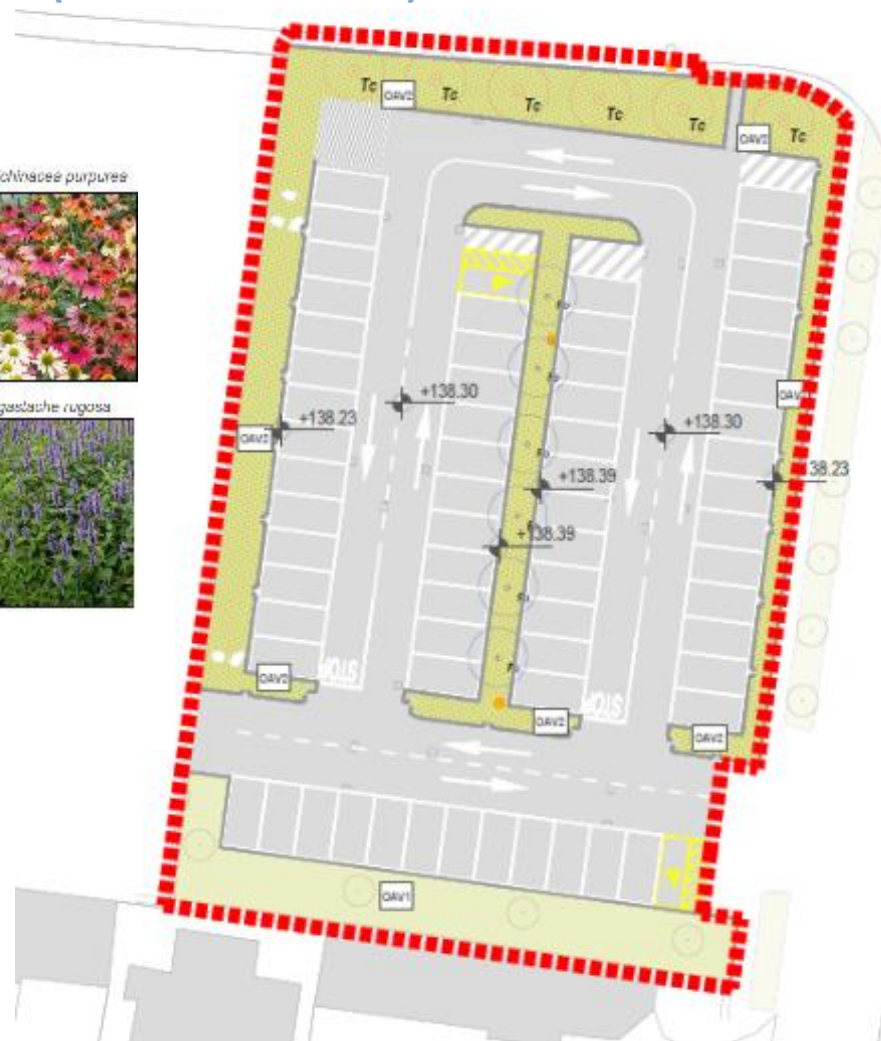 Tc
OAV2
Tc
Tc
Tc
Tc
OAV2
Tc
chinacea purpurea
gastache rugosa
+138.30
+138.23
OAV2
+138.30
38.23
+138.39
+138.39
OAV2
STOP
OAV2
STOP
OAV2
OAV1